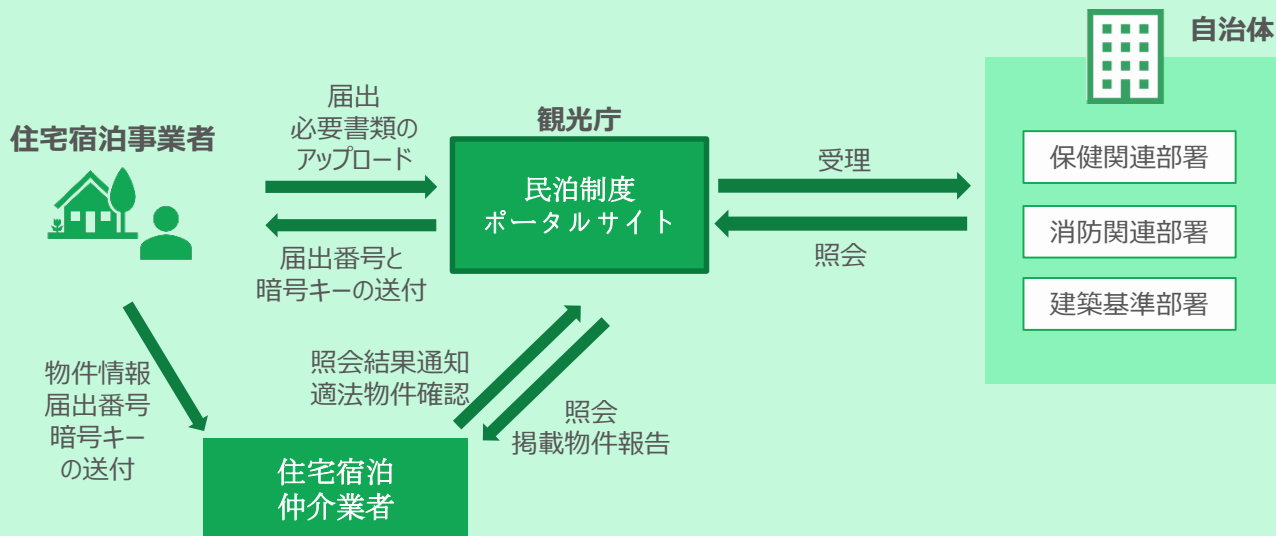 自治体
届出
必要書類の
アップロード
観光庁
住宅宿泊事業者
民泊制度
ポータルサイト
受理
保健関連部署
消防関連部署
照会
届出番号と
暗号キーの送付
建築基準部署
物件情報
届出番号
暗号キー
の送付
照会結果通知
適法物件確認
照会
掲載物件報告
住宅宿泊
仲介業者